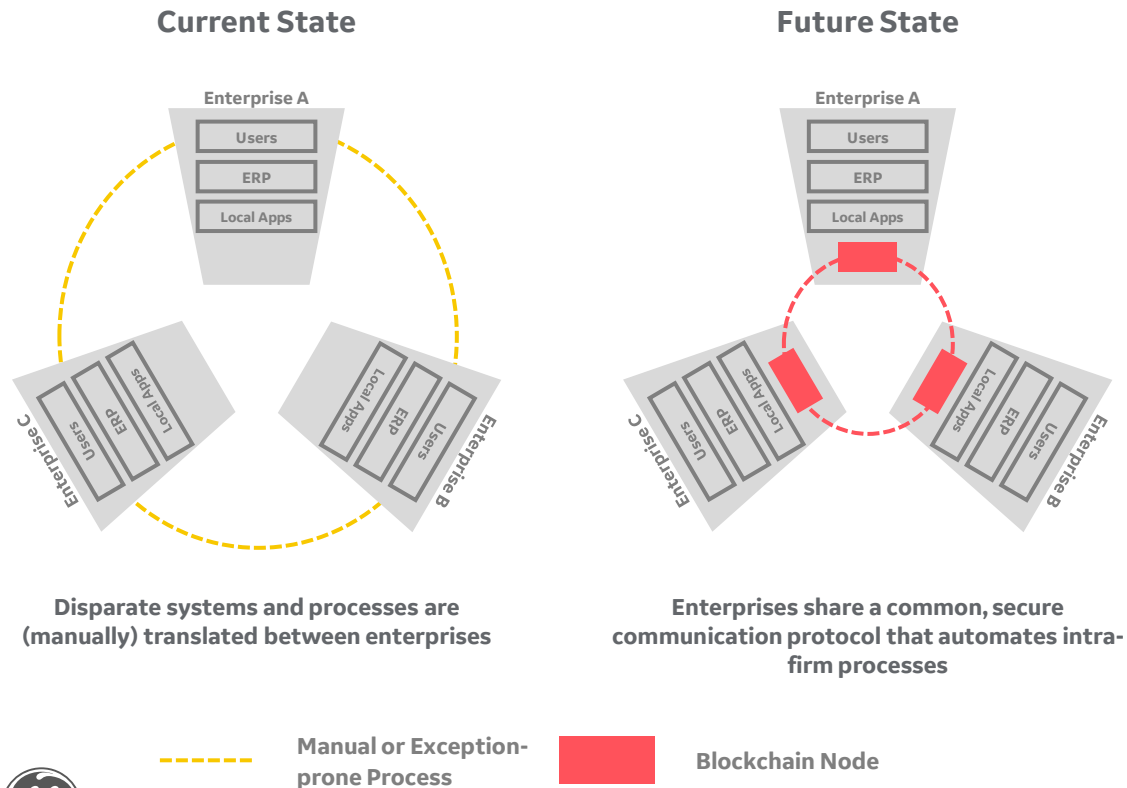 Current State
Enterprise A
Users
ERP
Local Apps
Enterprise C
Users
ERP
Local Apps
Local Apps
ERP
Users
Enterprise B
Disparate systems and processes are
(manually) translated between enterprises
Future State
Enterprise A
Users
ERP
Local Apps
Enterprise C
Users
ERP
Local Apps
Local Apps
ERP
Users
Enterprise B
Enterprises share a common, secure
communication protocol that automates intra-
firm processes
Manual or Exception-
prone Process
Blockchain Node